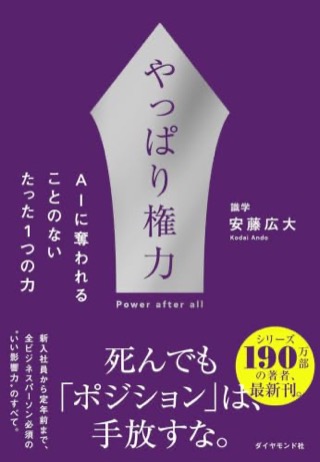 やっぱり権力
Power after all
AIに奪われる
ことのない
たった1つの力
識学
安藤広大
Kodai Ando
新入社員から定年前まで、
全ビジネスパーソン必須の
“いい影響力”のすべて。
死んでも
「ポジション」は、
手放すな。
シリーズ
190万部
の著者、
最新刊。
ダイヤモンド社